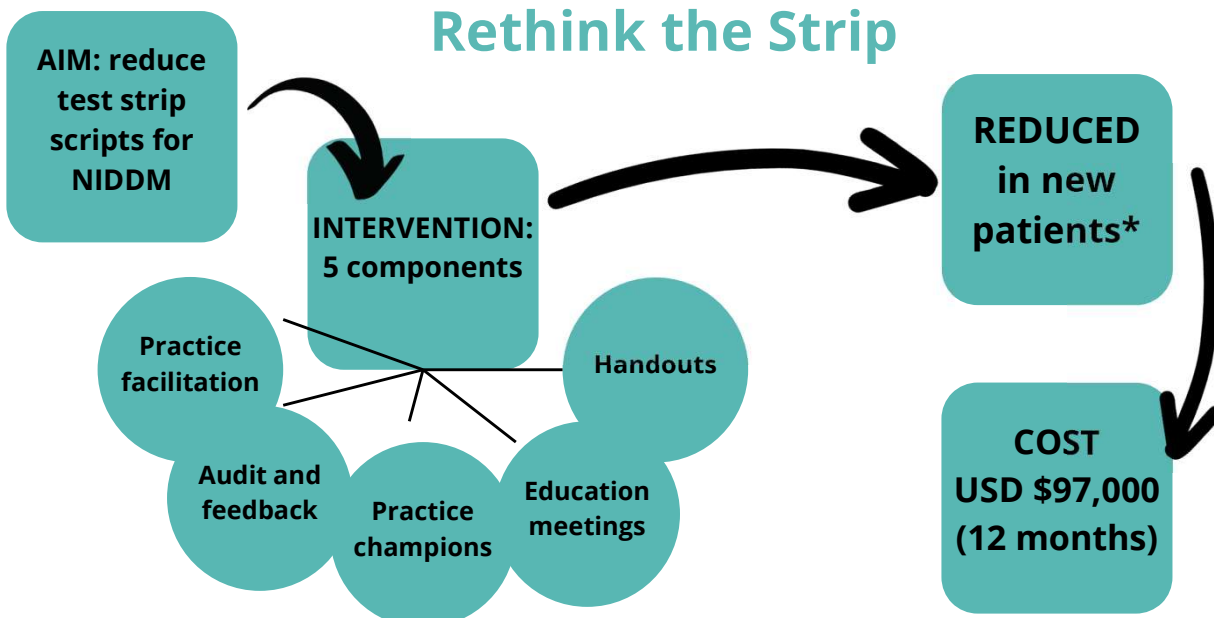 Rethink the Strip
AIM: reduce
test strip
scripts for
NIDDM
INTERVENTION:
5 components
Practice
facilitation
Audit and
feedback
Practice
champions
Education
meetings
Handouts
REDUCED
in new
patients*
COST
USD $97,000
(12 months)